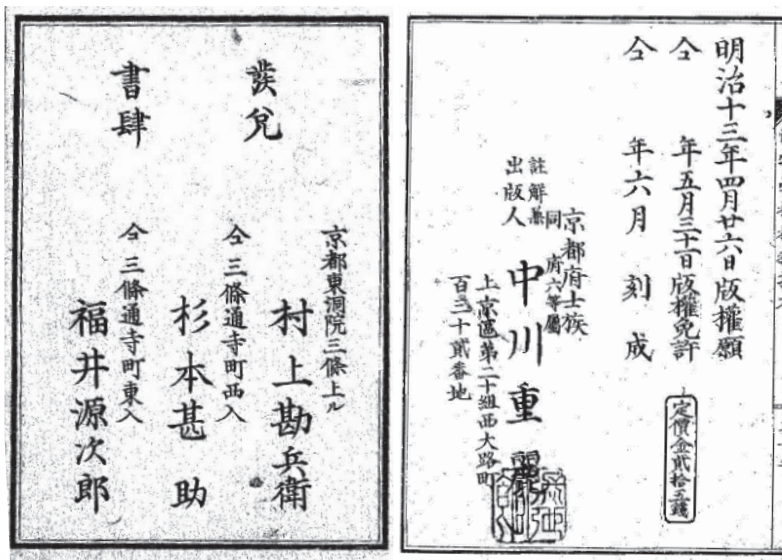 明治十三年四月廿六日版權願
仝 年五月三十一日版權免許
仝 年六月 刻成
定價金貳拾五錢
京都府士族
同 府六等屬
註解兼
出版人
中川重麗
上京區第二十組西大路町
百三十貳番地
發兌
書肆
京都東洞院三條上ル
村上勘兵衛
仝 三條通寺町西入
杉本甚助
仝 三條通寺町東入
福井源次郎